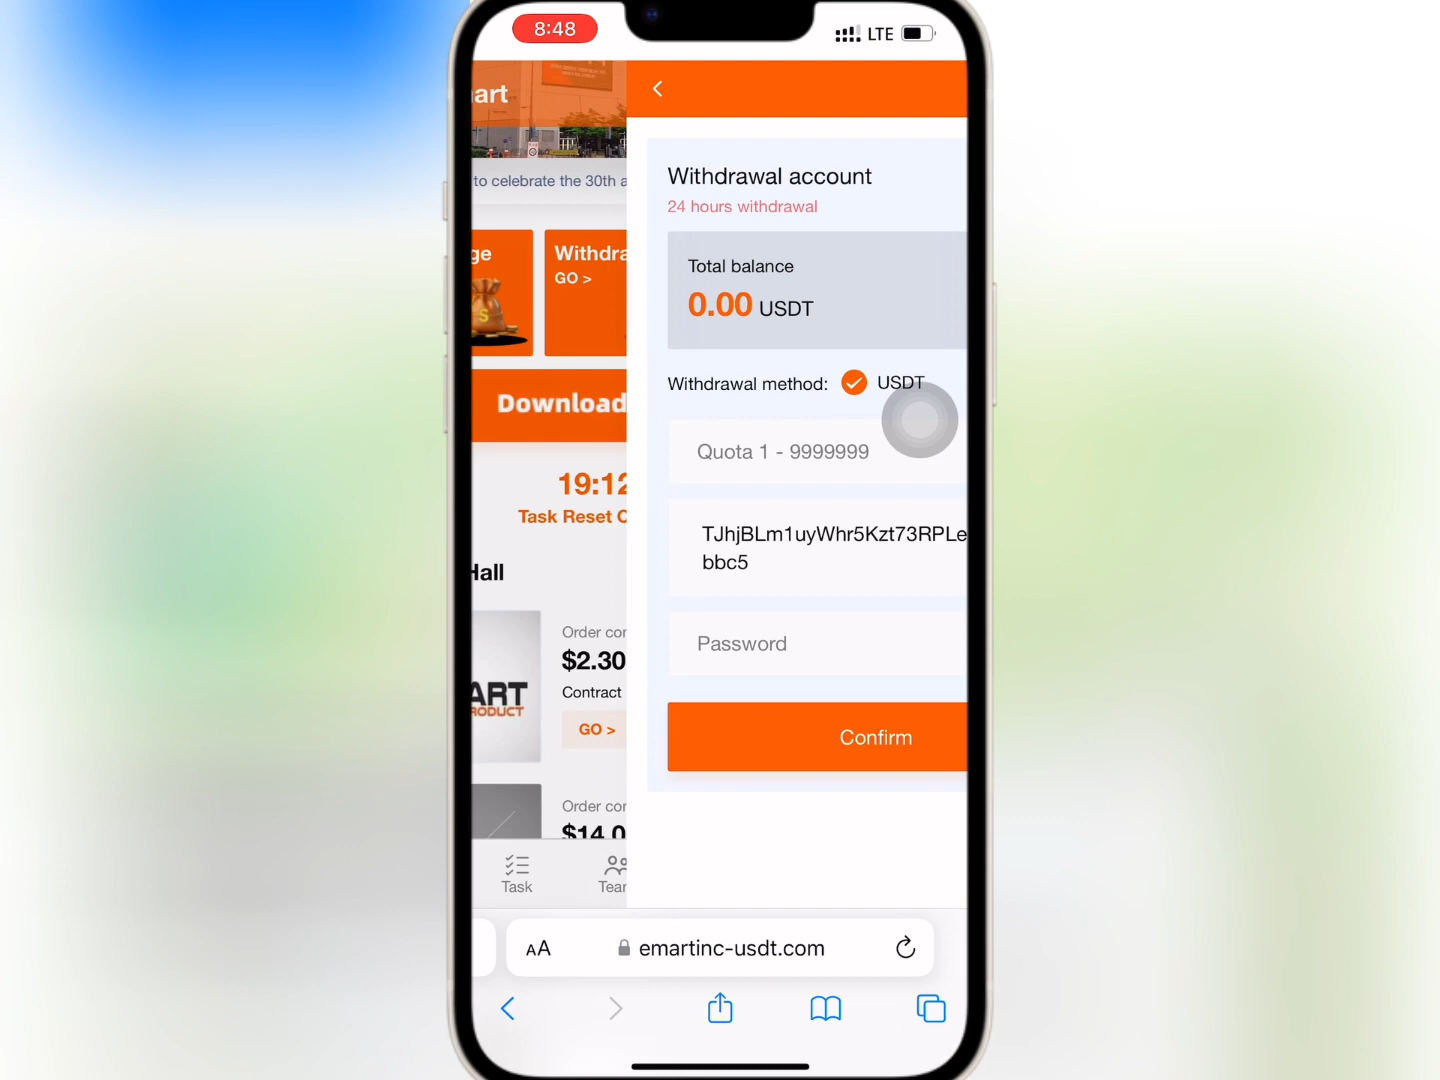 8:48
LTE
art
to celebrate the 30th a
ge
Withdra
GO >
$
Download
19:12
Task Reset C
Hall
Order cor
$2.30
Contract
ART
RODUCT
GO >
Order cor
$14.0
Task
Tear
Withdrawal account
24 hours withdrawal
Total balance
0.00 USDT
Withdrawal method: USDT
Quota 1 - 9999999
TJhjBLm1uyWhr5Kzt73RPLe
bbc5
Password
Confirm
AA emartinc-usdt.com